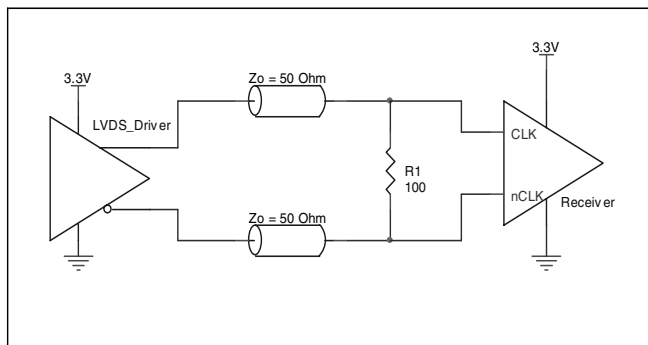 3.3V
LVDS_Driver
Zo = 50 Ohm
Zo = 50 Ohm
R1
100
3.3V
CLK
nCLK
Receiver